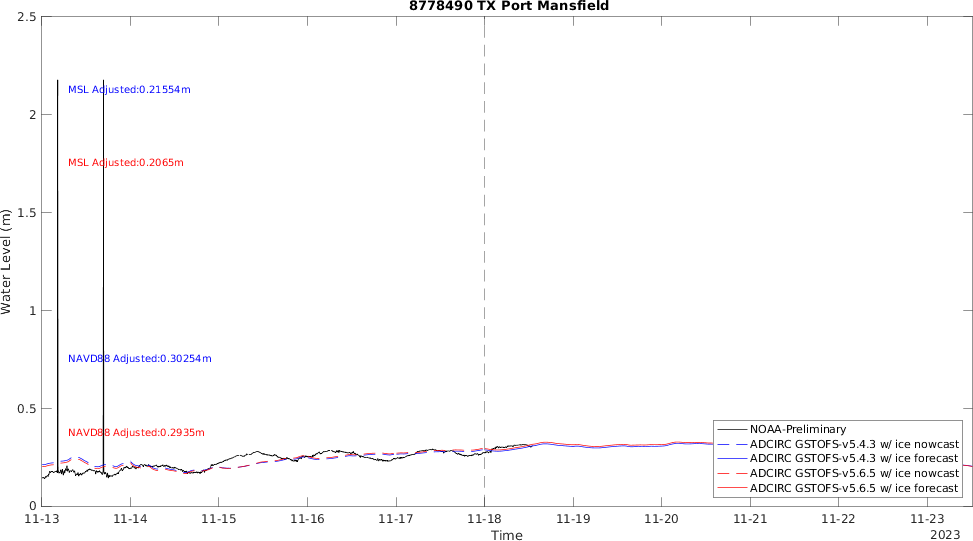 8778490 TX Port Mansfield
2.5
2
1.5
1
0.5
0
Water Level (m)
MSL Adjusted:0.21554m
MSL Adjusted:0.2065m
NAVD88 Adjusted:0.30254m
NAVD88 Adjusted:0.2935m
NOAA-Preliminary
ADCIRC GSTOFS-v5.4.3 w/ ice nowcast
ADCIRC GSTOFS-v5.4.3 w/ ice forecast
ADCIRC GSTOFS-v5.6.5 w/ ice nowcast
ADCIRC GSTOFS-v5.6.5 w/ ice forecast
11-13 11-14 11-15 11-16 11-17 11-18 11-19 11-20 11-21 11-22 11-23
Time
2023